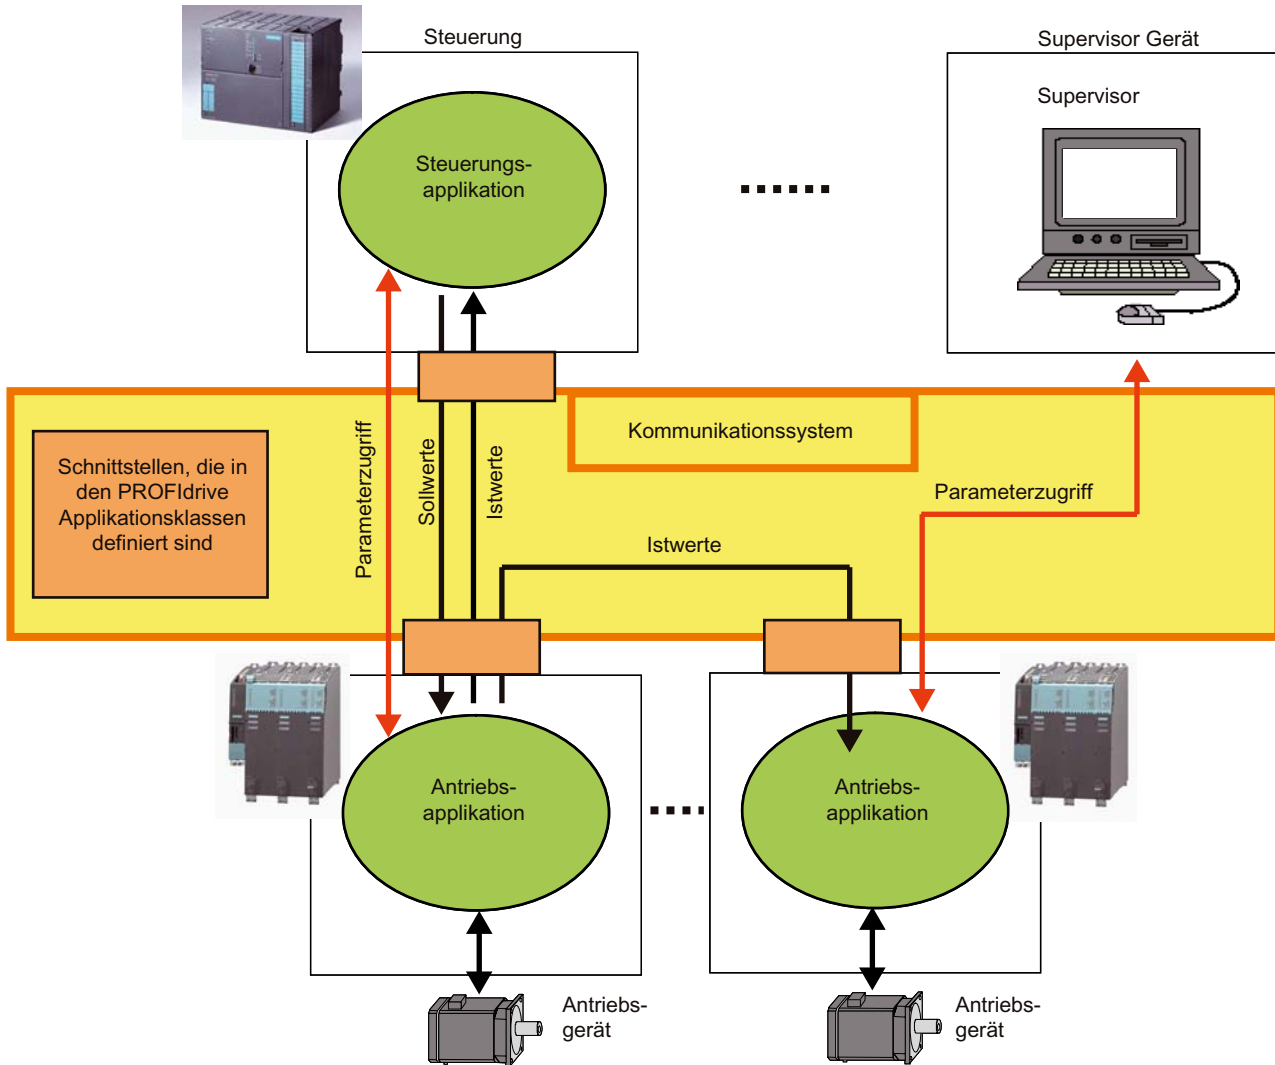 Steuerung
Supervisor Gerät
Supervisor
Steuerungs-
applikation
Kommunikationssystem
Schnittstellen, die in
den PROFIdrive
Applikationsklassen
definiert sind
Parameterzugriff
Sollwerte
Istwerte
Parameterzugriff
Istwerte
Antriebs-
applikation
Antriebs-
applikation
Antriebs-
gerät
Antriebs-
gerät